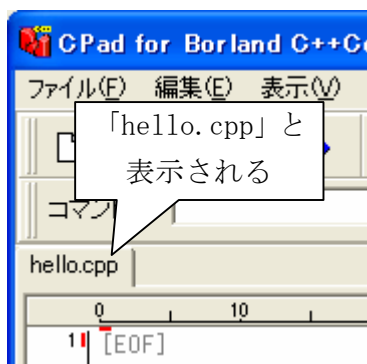 CPad for Borland C++Co
ファイル(F) 編集(E) 表示(V)
「hello.cpp」と
表示される
コマン
hello.cpp
0 10
1 [EOF]